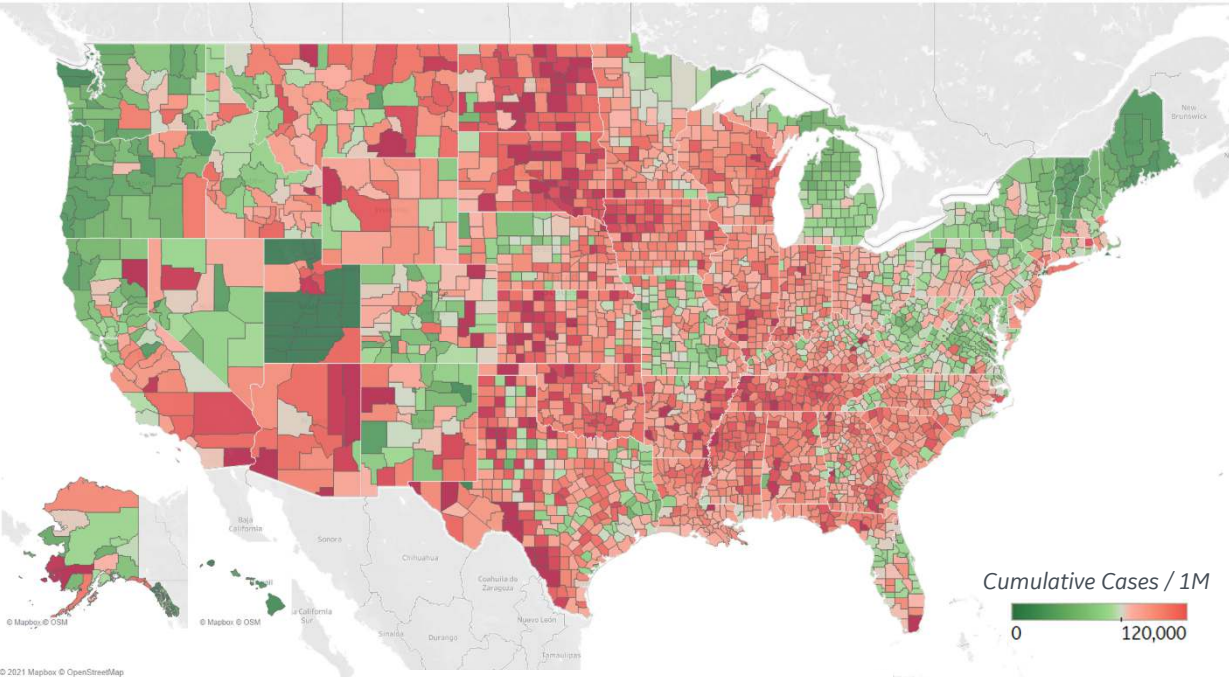 New
Brunswick
Baja
California
Sonora
Chihuahua
Coahuila de
Zaragoza
a California
Sur
Sinaloa
Durango
Nuevo León
Tamaulipas
© Mapbox © OSM
© Mapbox © OSM
Cumulative Cases / 1M
0
120,000
© 2021 Mapbox © OpenStreetMap